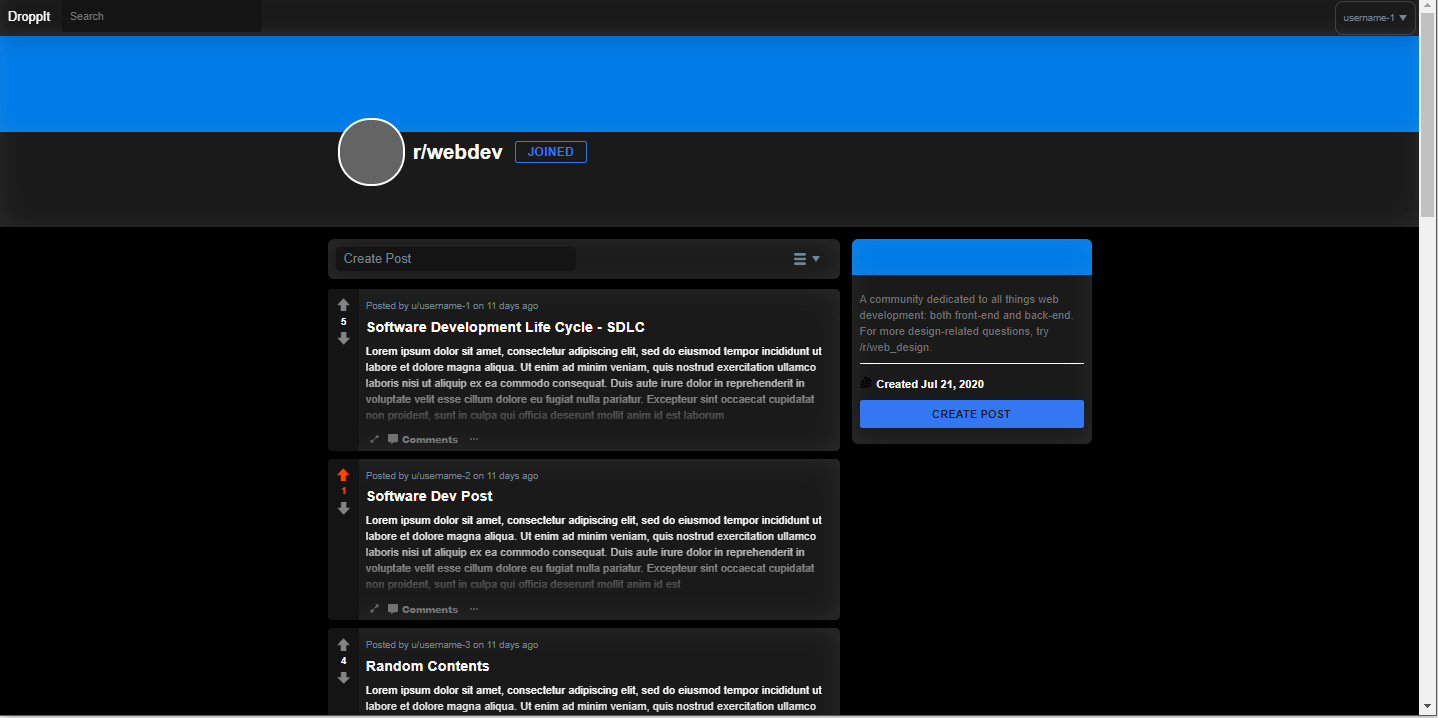 DroppIt
Search
username-1
r/webdev
JOINED
Create Post
Posted by u/username-1 on 11 days ago
5
Software Development Life Cycle - SDLC
Lorem ipsum dolor sit amet, consectetur adipiscing elit, sed do eiusmod tempor incididunt ut
labore et dolore magna aliqua. Ut enim ad minim veniam, quis nostrud exercitation ullamco
laboris nisi ut aliquip ex ea commodo consequat. Duis aute irure dolor in reprehenderit in
voluptate velit esse cillum dolore eu fugiat nulla pariatur. Excepteur sint occaecat cupidatat
non proident, sunt in culpa qui officia deserunt mollit anim id est laborum
Comments
Posted by u/username-2 on 11 days ago
1
Software Dev Post
Lorem ipsum dolor sit amet, consectetur adipiscing elit, sed do eiusmod tempor incididunt ut
labore et dolore magna aliqua. Ut enim ad minim veniam, quis nostrud exercitation ullamco
laboris nisi ut aliquip ex ea commodo consequat. Duis aute irure dolor in reprehenderit in
voluptate velit esse cillum dolore eu fugiat nulla pariatur. Excepteur sint occaecat cupidatat
non proident, sunt in culpa qui officia deserunt mollit anim id est
Comments
Posted by u/username-3 on 11 days ago
4
Random Contents
Lorem ipsum dolor sit amet, consectetur adipiscing elit, sed do eiusmod tempor incididunt ut
labore et dolore magna aliqua. Ut enim ad minim veniam, quis nostrud exercitation ullamco
A community dedicated to all things web
development: both front-end and back-end.
For more design-related questions, try
/r/web_design.
Created Jul 21, 2020
CREATE POST